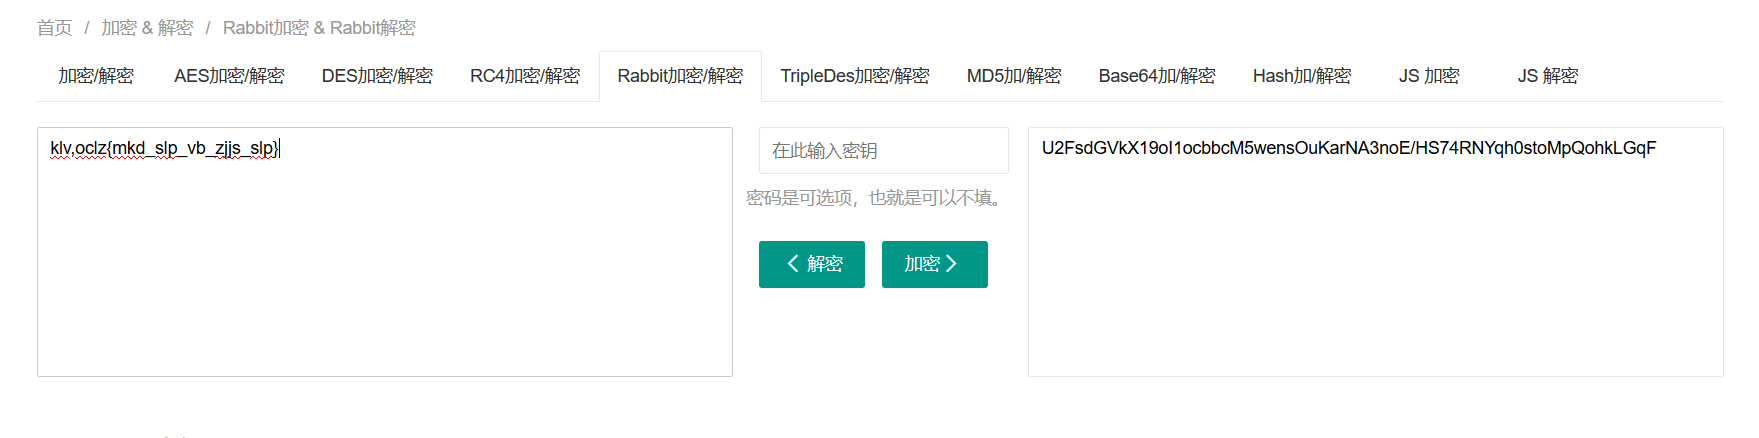 首页 / 加密 & 解密 / Rabbit加密 & Rabbit解密
加密/解密 AES加密/解密 DES加密/解密 RC4加密/解密 Rabbit加密/解密 TripleDes加密/解密 MD5加/解密 Base64加/解密 Hash加/解密 JS 加密 JS 解密
klv,oclz{mkd_slp_vb_zjjs_slp}
在此输入密钥
密码是可选项，也就是可以不填。
解密 加密
U2FsdGVkX19oI1ocbbcM5wensOuKarNA3noE/HS74RNYqh0stoMpQohkLGqF